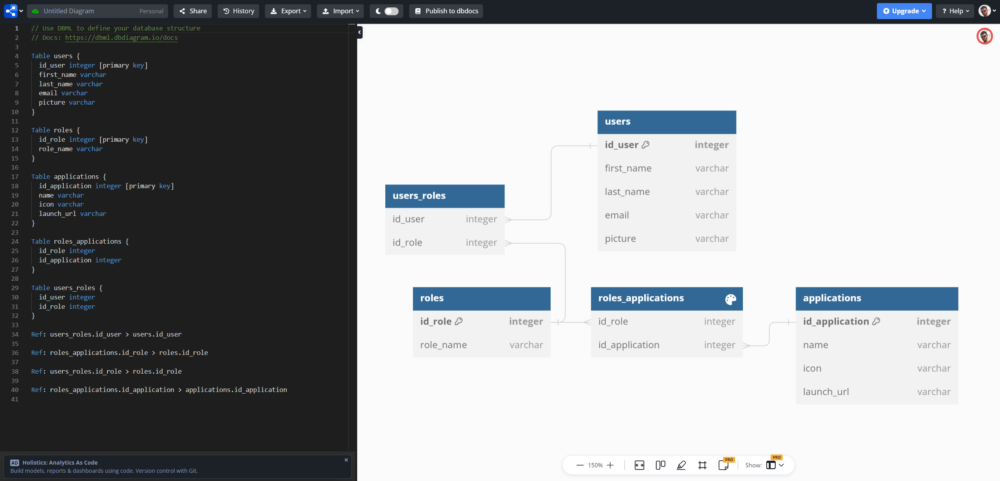 Untitled Diagram Personal Share History Export Import Publish to dbdocs Upgrade ? Help
1 // Use DBML to define your database structure
2 // Docs: https://dbml.dbdiagram.io/docs
3
4 Table users {
5 id_user integer [primary key]
6 first_name varchar
7 last_name varchar
8 email varchar
9 picture varchar
10 }
11
12 Table roles {
13 id_role integer [primary key]
14 role_name varchar
15 }
16
17 Table applications {
18 id_application integer [primary key]
19 name varchar
20 icon varchar
21 launch_url varchar
22 }
23
24 Table roles_applications {
25 id_role integer
26 id_application integer
27 }
28
29 Table users_roles {
30 id_user integer
31 id_role integer
32 }
33
34 Ref: users_roles.id_user > users.id_user
35
36 Ref: roles_applications.id_role > roles.id_role
37
38 Ref: users_roles.id_role > roles.id_role
39
40 Ref: roles_applications.id_application > applications.id_application
41
AD Holistics: Analytics As Code
Build models, reports & dashboards using code. Version control with Git.
users
id_user integer
first_name varchar
last_name varchar
email varchar
picture varchar
users_roles
id_user integer
id_role integer
roles
id_role integer
role_name varchar
roles_applications
id_role integer
id_application integer
applications
id_application integer
name varchar
icon varchar
launch_url varchar
150% PRO Show: PRO